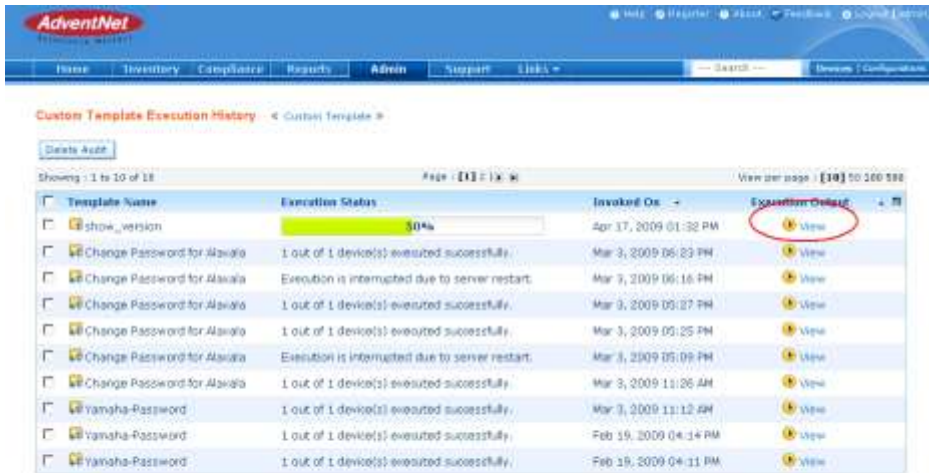 AdventNet
Help Register About Feedback Logout [admin]
Home Inventory Compliance Reports Admin Support Links
--- Search --- Devices | Configurations
Custom Template Execution History « Custom Template »
Delete Audit
Showing : 1 to 10 of 18 Page : [1] 2 View per page : [10] 50 100 500
Template Name Execution Status Invoked On Execution Output
show_version 50% Apr 17, 2009 01:32 PM View
Change Password for Alaxala 1 out of 1 device(s) executed successfully. Mar 3, 2009 06:23 PM View
Change Password for Alaxala Execution is interrupted due to server restart. Mar 3, 2009 06:16 PM View
Change Password for Alaxala 1 out of 1 device(s) executed successfully. Mar 3, 2009 05:27 PM View
Change Password for Alaxala 1 out of 1 device(s) executed successfully. Mar 3, 2009 05:25 PM View
Change Password for Alaxala Execution is interrupted due to server restart. Mar 3, 2009 05:09 PM View
Change Password for Alaxala 1 out of 1 device(s) executed successfully. Mar 3, 2009 11:26 AM View
Yamaha-Password 1 out of 1 device(s) executed successfully. Mar 3, 2009 11:12 AM View
Yamaha-Password 1 out of 1 device(s) executed successfully. Feb 19, 2009 04:14 PM View
Yamaha-Password 1 out of 1 device(s) executed successfully. Feb 19, 2009 04:11 PM View